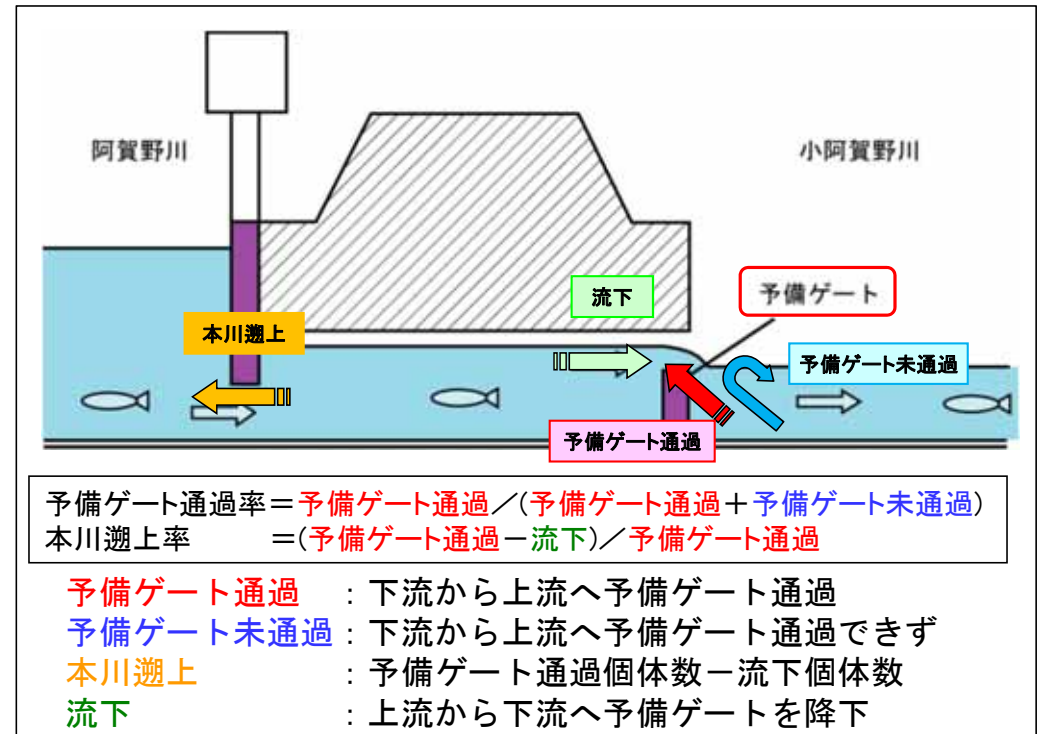 阿賀野川
小阿賀野川
流下
予備ゲート
本川遡上
予備ゲート未通過
予備ゲート通過
予備ゲート通過率＝予備ゲート通過／(予備ゲート通過＋予備ゲート未通過)
本川遡上率　　　＝(予備ゲート通過－流下)／予備ゲート通過
予備ゲート通過　：下流から上流へ予備ゲート通過
予備ゲート未通過：下流から上流へ予備ゲート通過できず
本川遡上　　　　：予備ゲート通過個体数－流下個体数
流下　　　　　　：上流から下流へ予備ゲートを降下